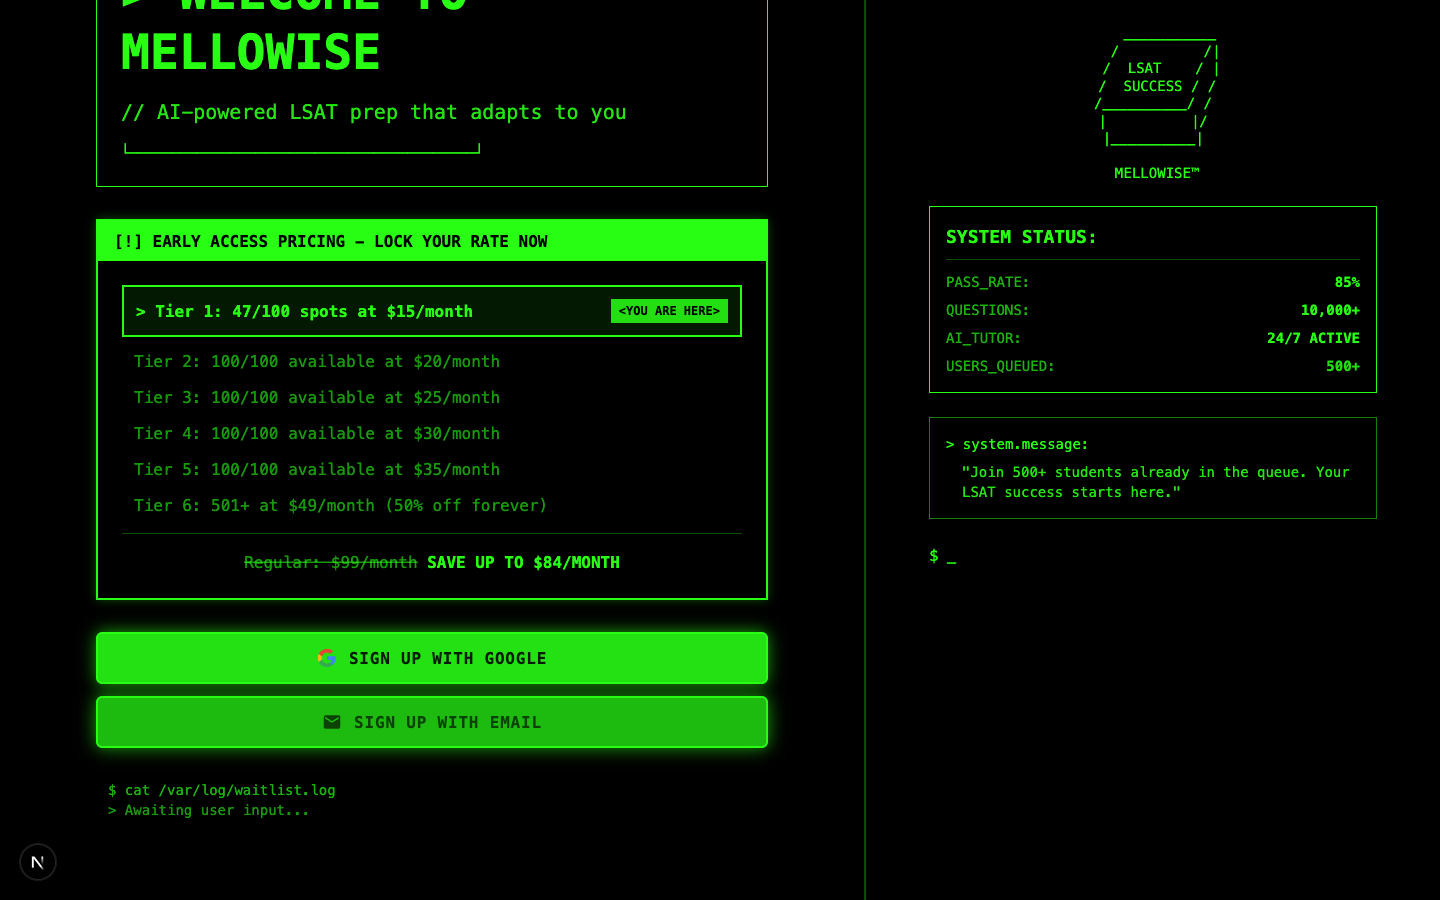 > WELCOME TO
MELLOWISE
// AI-powered LSAT prep that adapts to you
[!] EARLY ACCESS PRICING – LOCK YOUR RATE NOW
> Tier 1: 47/100 spots at $15/month
<YOU ARE HERE>
Tier 2: 100/100 available at $20/month
Tier 3: 100/100 available at $25/month
Tier 4: 100/100 available at $30/month
Tier 5: 100/100 available at $35/month
Tier 6: 501+ at $49/month (50% off forever)
Regular: $99/month SAVE UP TO $84/MONTH
SIGN UP WITH GOOGLE
SIGN UP WITH EMAIL
$ cat /var/log/waitlist.log
> Awaiting user input...
LSAT
SUCCESS
MELLOWISE™
SYSTEM STATUS:
PASS_RATE: 85%
QUESTIONS: 10,000+
AI_TUTOR: 24/7 ACTIVE
USERS_QUEUED: 500+
> system.message:
"Join 500+ students already in the queue. Your
LSAT success starts here."
$ _